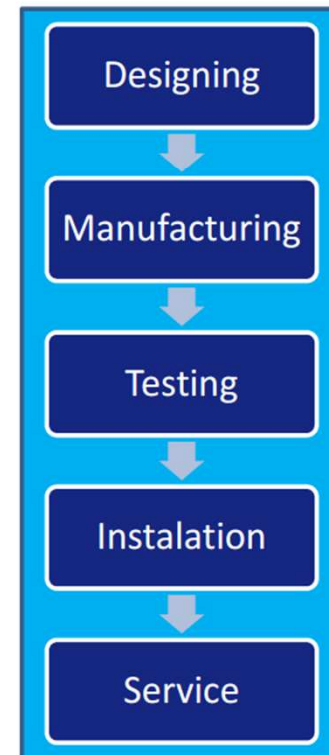 Designing
Manufacturing
Testing
Instalation
Service